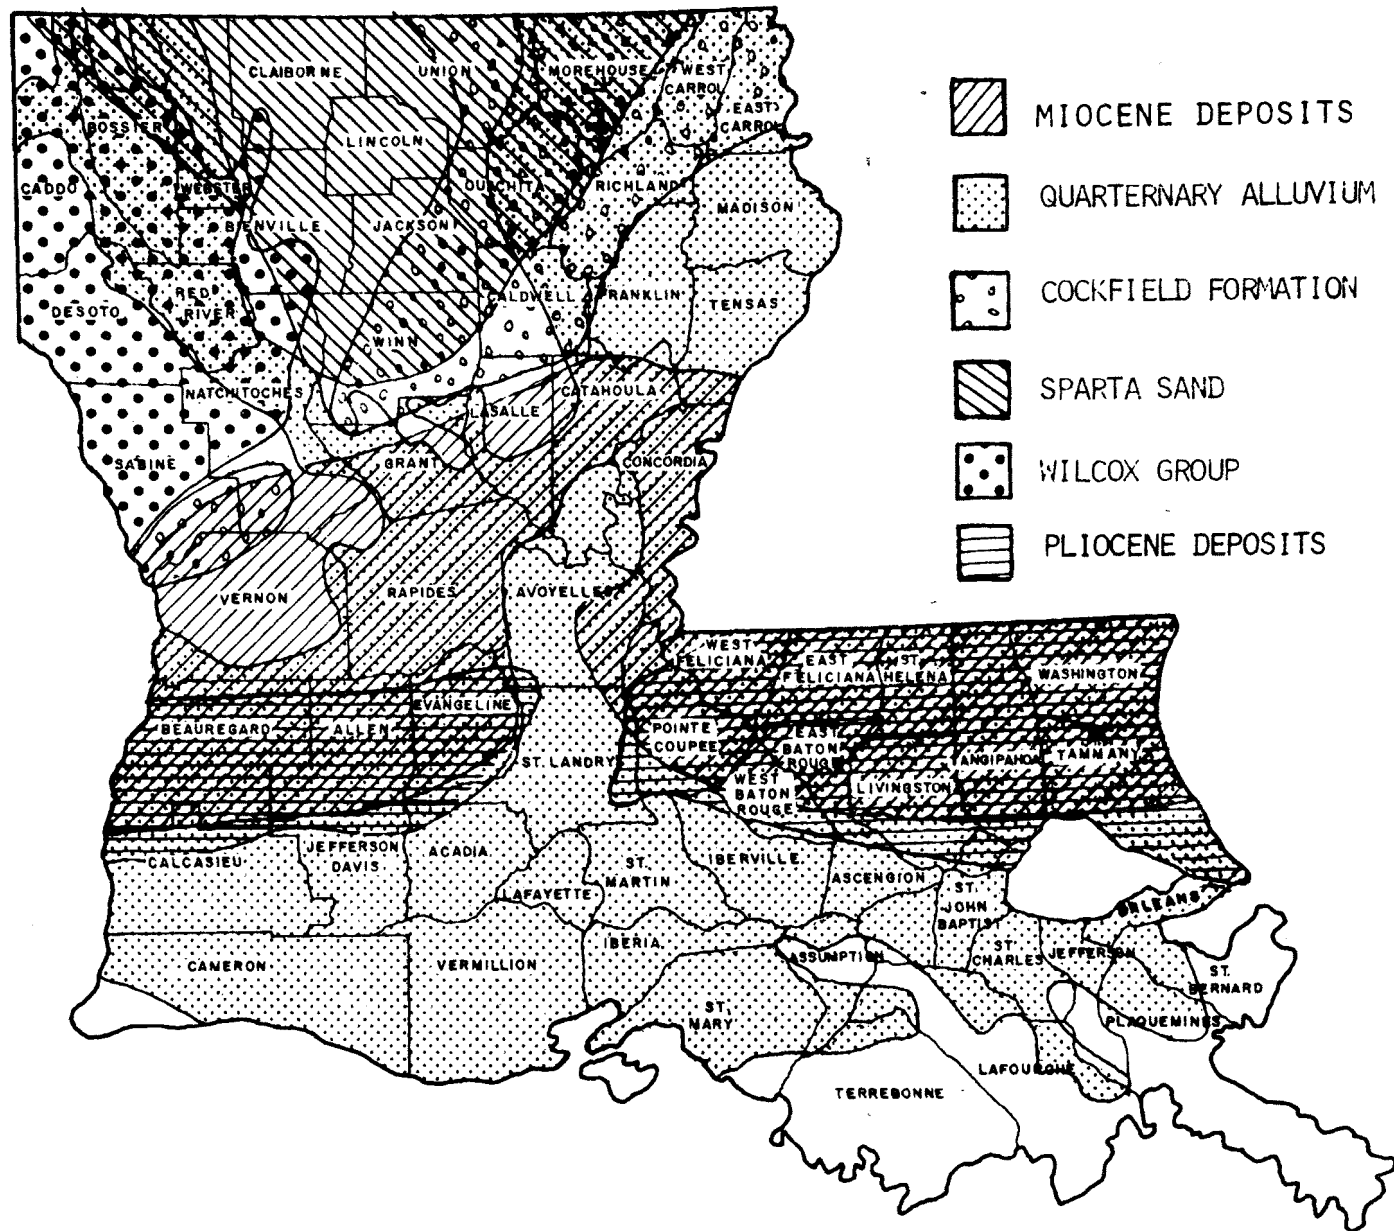 CLAIBORNE
UNION
MOREHOUSE
WEST
CARROL
EAST
CARROL
BOSSIER
LINCOLN
CADDO
WEBSTER
OUACHITA
RICHLAND
MADISON
BIENVILLE
JACKSON
DESOTO
RED
RIVER
CALDWELL
FRANKLIN
TENSAS
WINN
NATCHITOCHES
LASALLE
CATAHOULA
SABINE
GRANT
CONCORDIA
VERNON
RAPIDES
AVOYELLES
WEST
FELICIANA
EAST
FELICIANA
ST.
HELENA
WASHINGTON
BEAUREGARD
ALLEN
EVANGELINE
POINTE
COUPEE
EAST
BATON
ROUGE
TANGIPAHOA
TAMMANY
ST. LANDRY
WEST
BATON
ROUGE
LIVINGSTON
CALCASIEU
JEFFERSON
DAVIS
ACADIA
LAFAYETTE
ST.
MARTIN
IBERVILLE
ASCENGION
ST.
JOHN
BAPTIST
ORLEANS
CAMERON
VERMILLION
IBERIA
ASSUMPTION
ST
CHARLES
JEFFERSON
ST.
BERNARD
ST.
MARY
PLAQUEMINES
LAFOURCHE
TERREBONNE
MIOCENE DEPOSITS
QUARTERNARY ALLUVIUM
COCKFIELD FORMATION
SPARTA SAND
WILCOX GROUP
PLIOCENE DEPOSITS